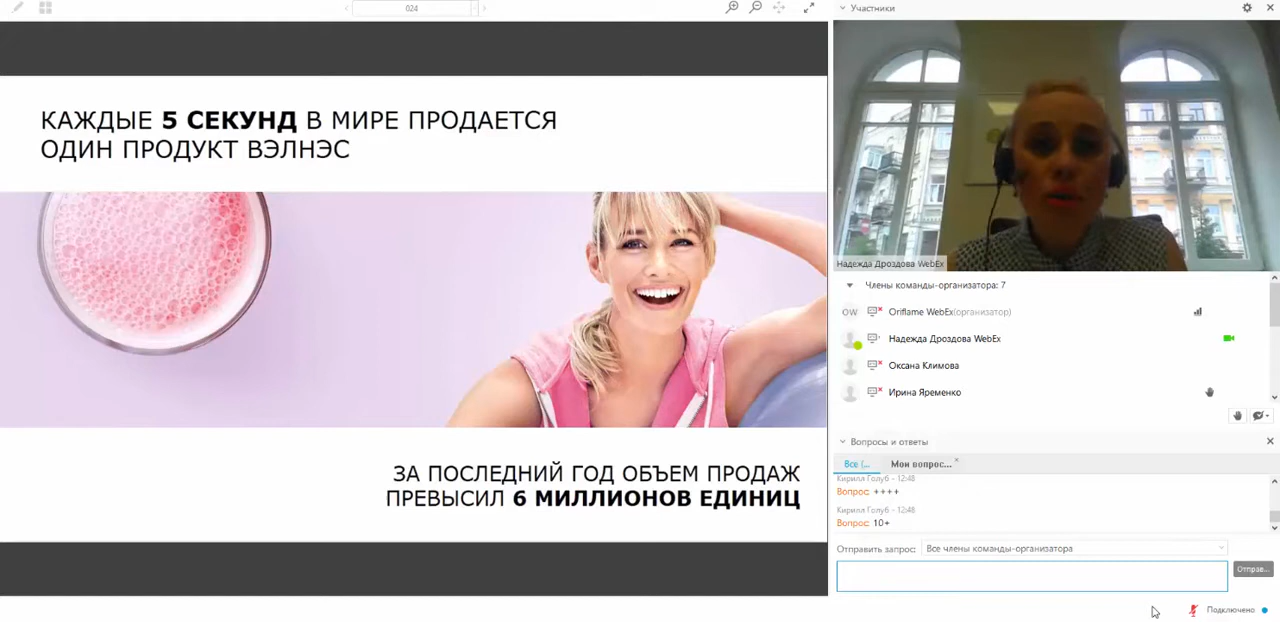 024
КАЖДЫЕ 5 СЕКУНД В МИРЕ ПРОДАЕТСЯ
ОДИН ПРОДУКТ ВЭЛНЭС
ЗА ПОСЛЕДНИЙ ГОД ОБЪЕМ ПРОДАЖ
ПРЕВЫСИЛ 6 МИЛЛИОНОВ ЕДИНИЦ
Участники
Надежда Дроздова WebEx
Члены команды-организатора: 7
OW Oriflame WebEx(организатор)
Надежда Дроздова WebEx
Оксана Климова
Ирина Яременко
Вопросы и ответы
Все (... Мои вопрос...
Кирилл Голуб - 12:48
Вопрос: ++++
Кирилл Голуб - 12:48
Вопрос: 10+
Отправить запрос: Все члены команды-организатора
Отправ...
Подключено